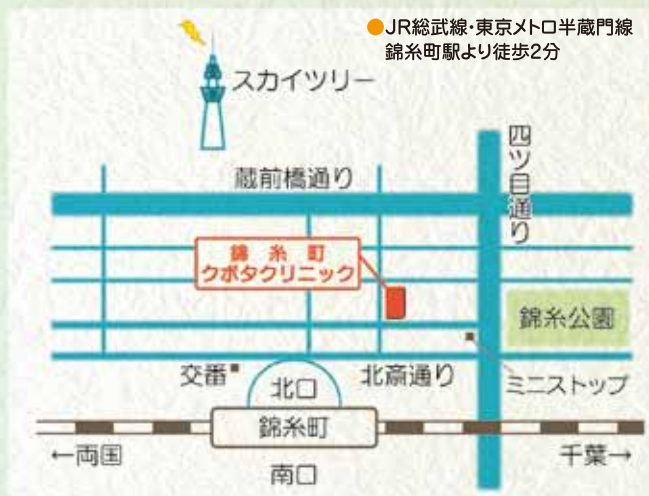 ●JR総武線・東京メトロ半蔵門線
錦糸町駅より徒歩2分
スカイツリー
四ツ目通り
蔵前橋通り
錦糸町
クボタクリニック
錦糸公園
交番
北口
北斎通り
ミニストップ
錦糸町
←両国
千葉→
南口